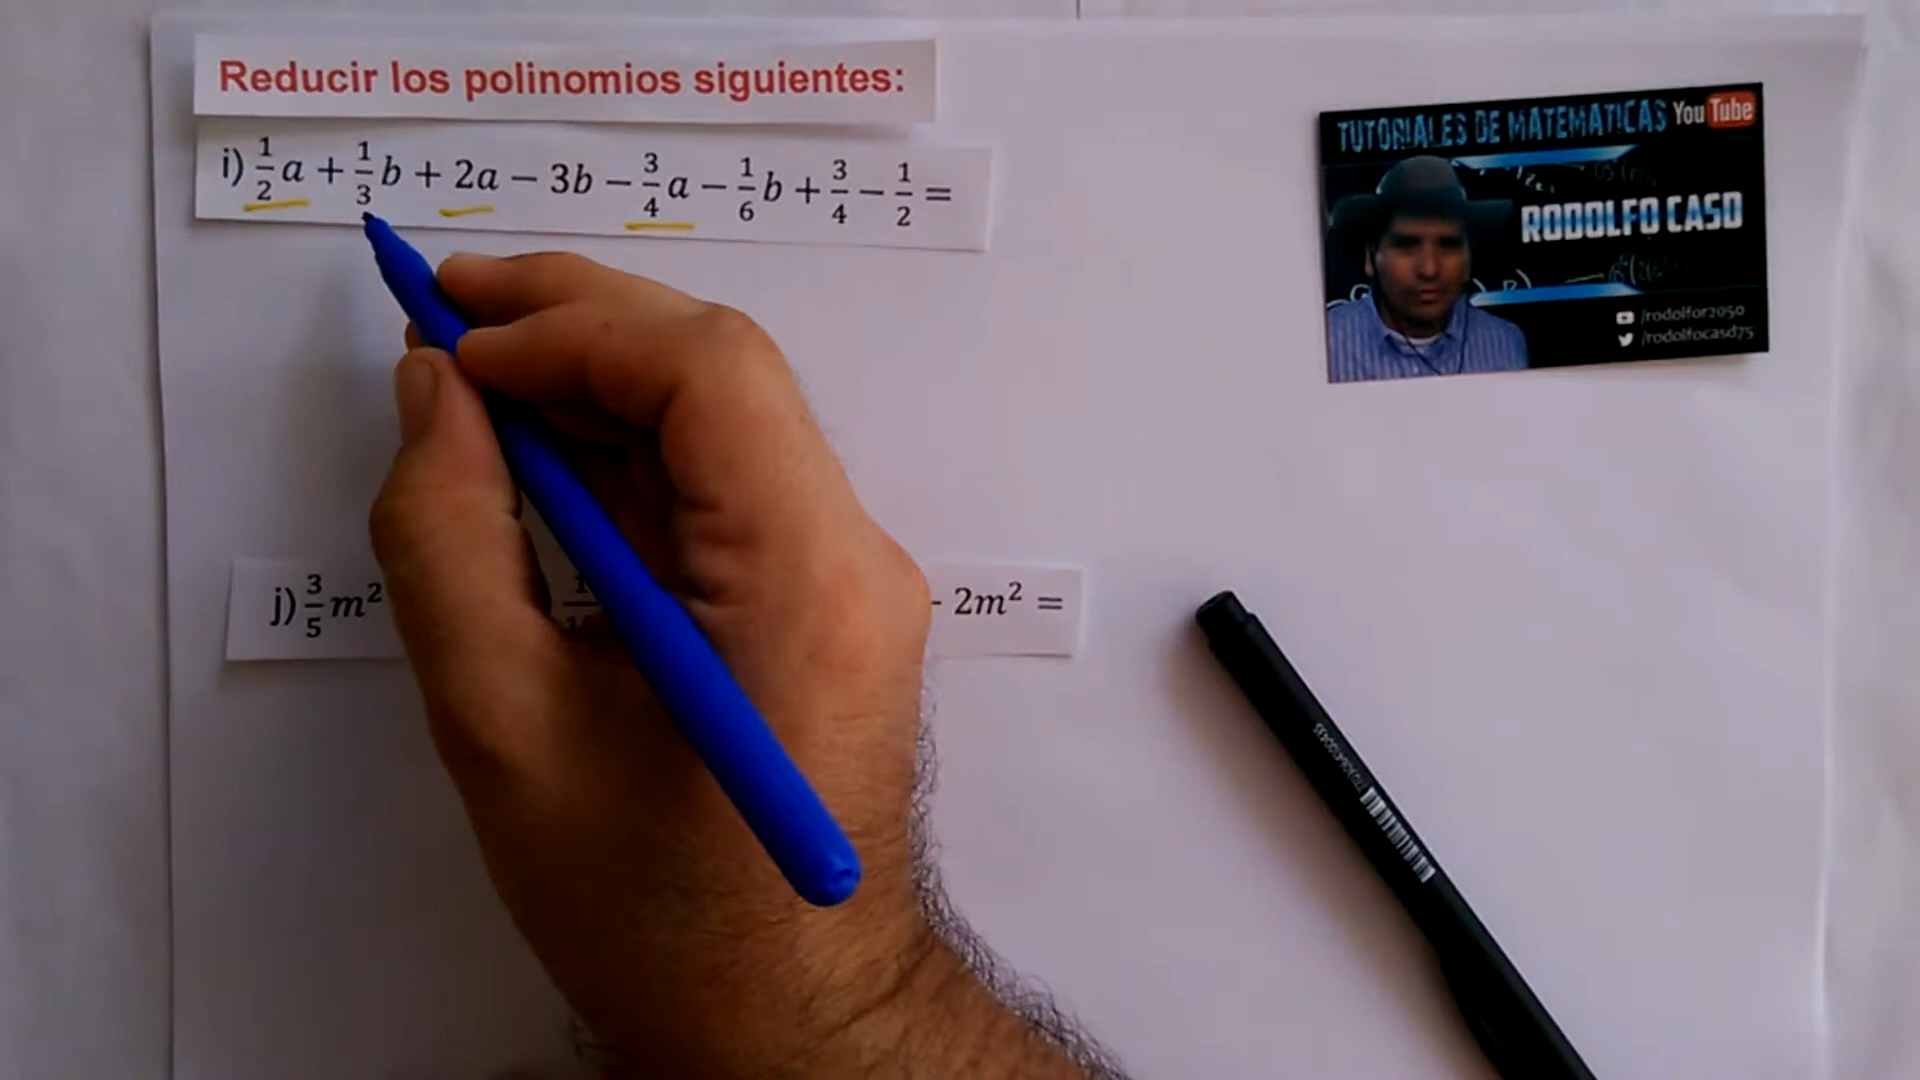 Reducir los polinomios siguientes:
i) 1/2 a + 1/3 b + 2a − 3b − 3/4 a − 1/6 b + 3/4 − 1/2 =
TUTORIALES DE MATEMATICAS YouTube
RODOLFO CASD
/rodolfor2050
/rodolfocasd75
j) 3/5 m² - 2m² =